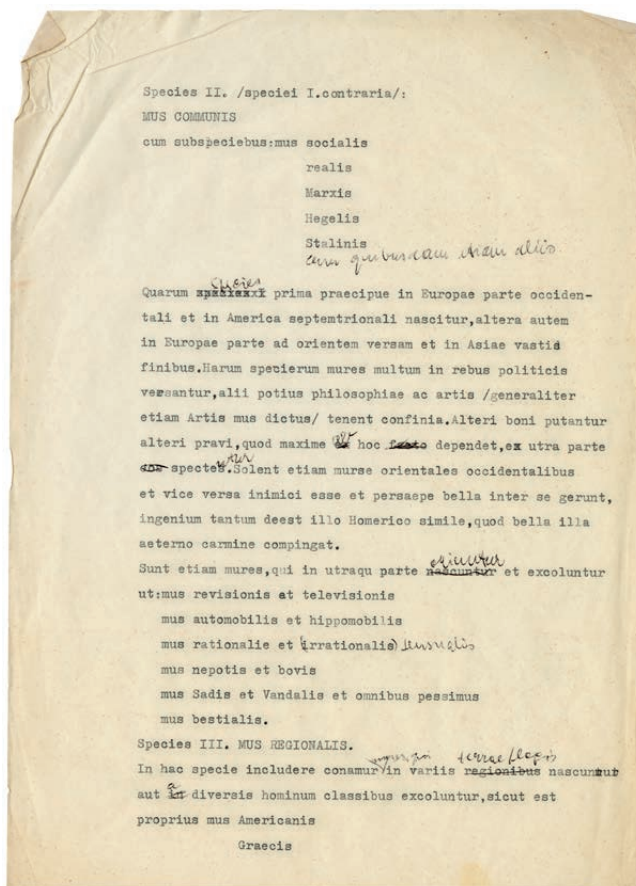 Species II. /speciei I.contraria/:
MUS COMMUNIS
cum subspeciebus:mus socialis
realis
Marxis
Hegelis
Stalinis
cum quibusdam etiam aliis
Quarum prima praecipue in Europae parte occiden-
tali et in America septemtrionali nascitur,altera autem
in Europae parte ad orientem versam et in Asiae vastis
finibus.Harum specierum mures multum in rebus politicis
versantur,alii potius philosophiae ac artis /generaliter
etiam Artis mus dictus/ tenent confinia.Alteri boni putantur
alteri pravi,quod maxime hoc dependet,ex utra parte
.Solent etiam murse orientales occidentalibus
et vice versa inimici esse et persaepe bella inter se gerunt,
ingenium tantum deest illo Homerico simile,quod bella illa
aeterno carmine compingat.
Sunt etiam mures,qui in utraqu parte nascuntur et excoluntur
ut:mus revisionis et televisionis
mus automobilis et hippomobilis
mus rationalie et (irrationalis) sensualis
mus nepotis et bovis
mus Sadis et Vandalis et omnibus pessimus
mus bestialis.
Species III. MUS REGIONALIS.
terrae plagis
In hac specie includere conamur in variis regionibus nascuntut
aut diversis hominum classibus excoluntur,sicut est
proprius mus Americanis
Graecis